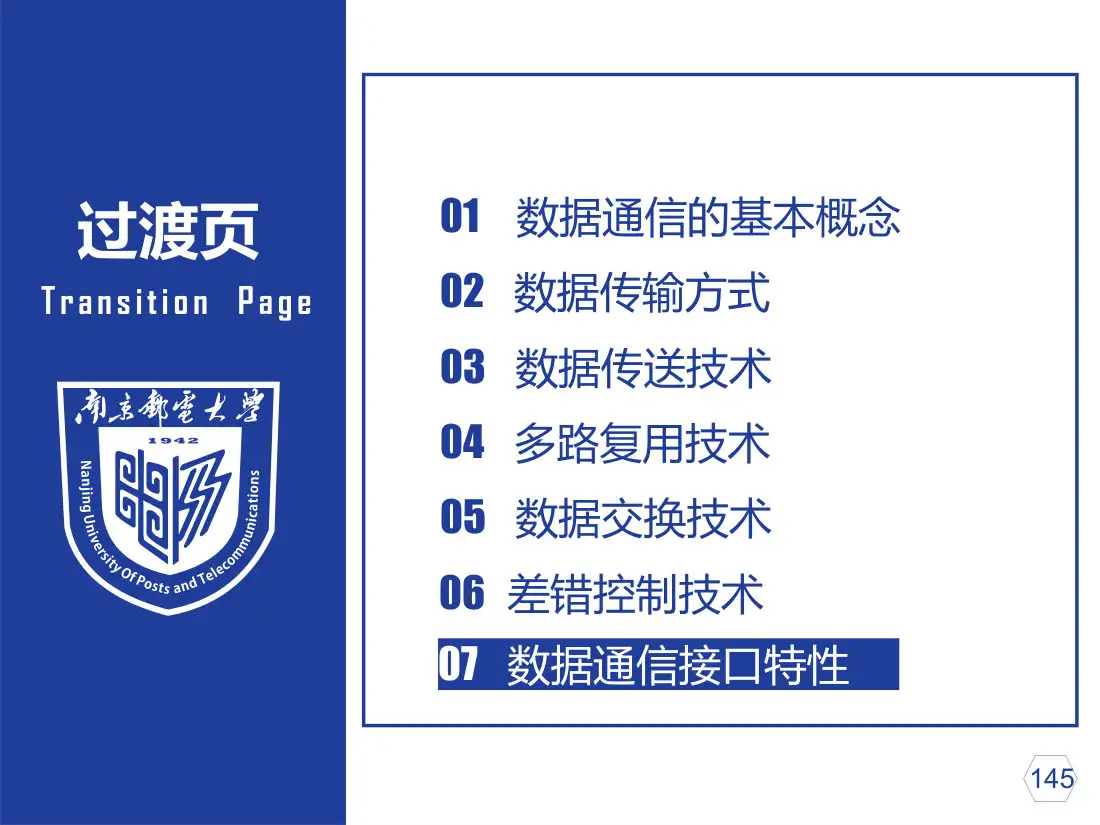 过渡页
Transition Page
南京邮电大学
1942
Nanjing University Of Posts and Telecommunications
01 数据通信的基本概念
02 数据传输方式
03 数据传送技术
04 多路复用技术
05 数据交换技术
06 差错控制技术
07 数据通信接口特性
145